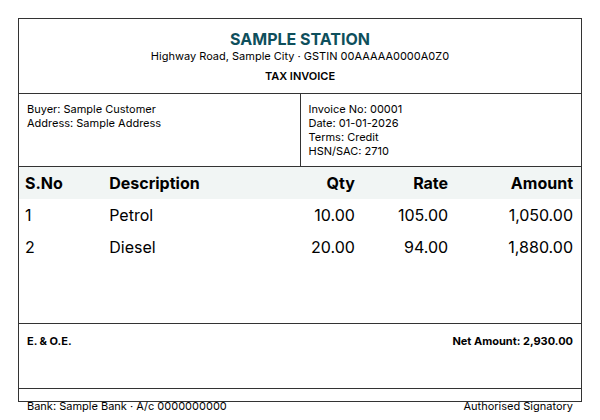 SAMPLE STATION
Highway Road, Sample City · GSTIN 00AAAAA0000A0Z0
TAX INVOICE
Buyer: Sample Customer
Address: Sample Address
Invoice No: 00001
Date: 01-01-2026
Terms: Credit
HSN/SAC: 2710
S.No Description Qty Rate Amount
1 Petrol 10.00 105.00 1,050.00
2 Diesel 20.00 94.00 1,880.00
E. & O.E. Net Amount: 2,930.00
Bank: Sample Bank · A/c 0000000000 Authorised Signatory